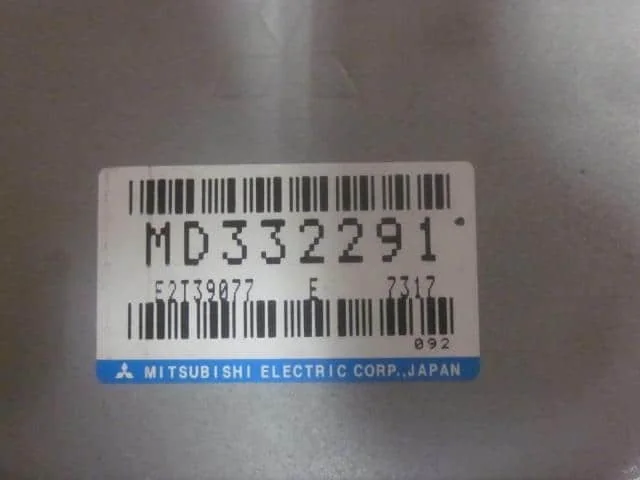 MD332291
E2T39077 E 7317
092
MITSUBISHI ELECTRIC CORP.,JAPAN